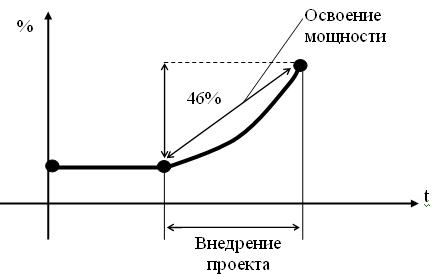 Освоение
мощности
%
46%
t
Внедрение
проекта